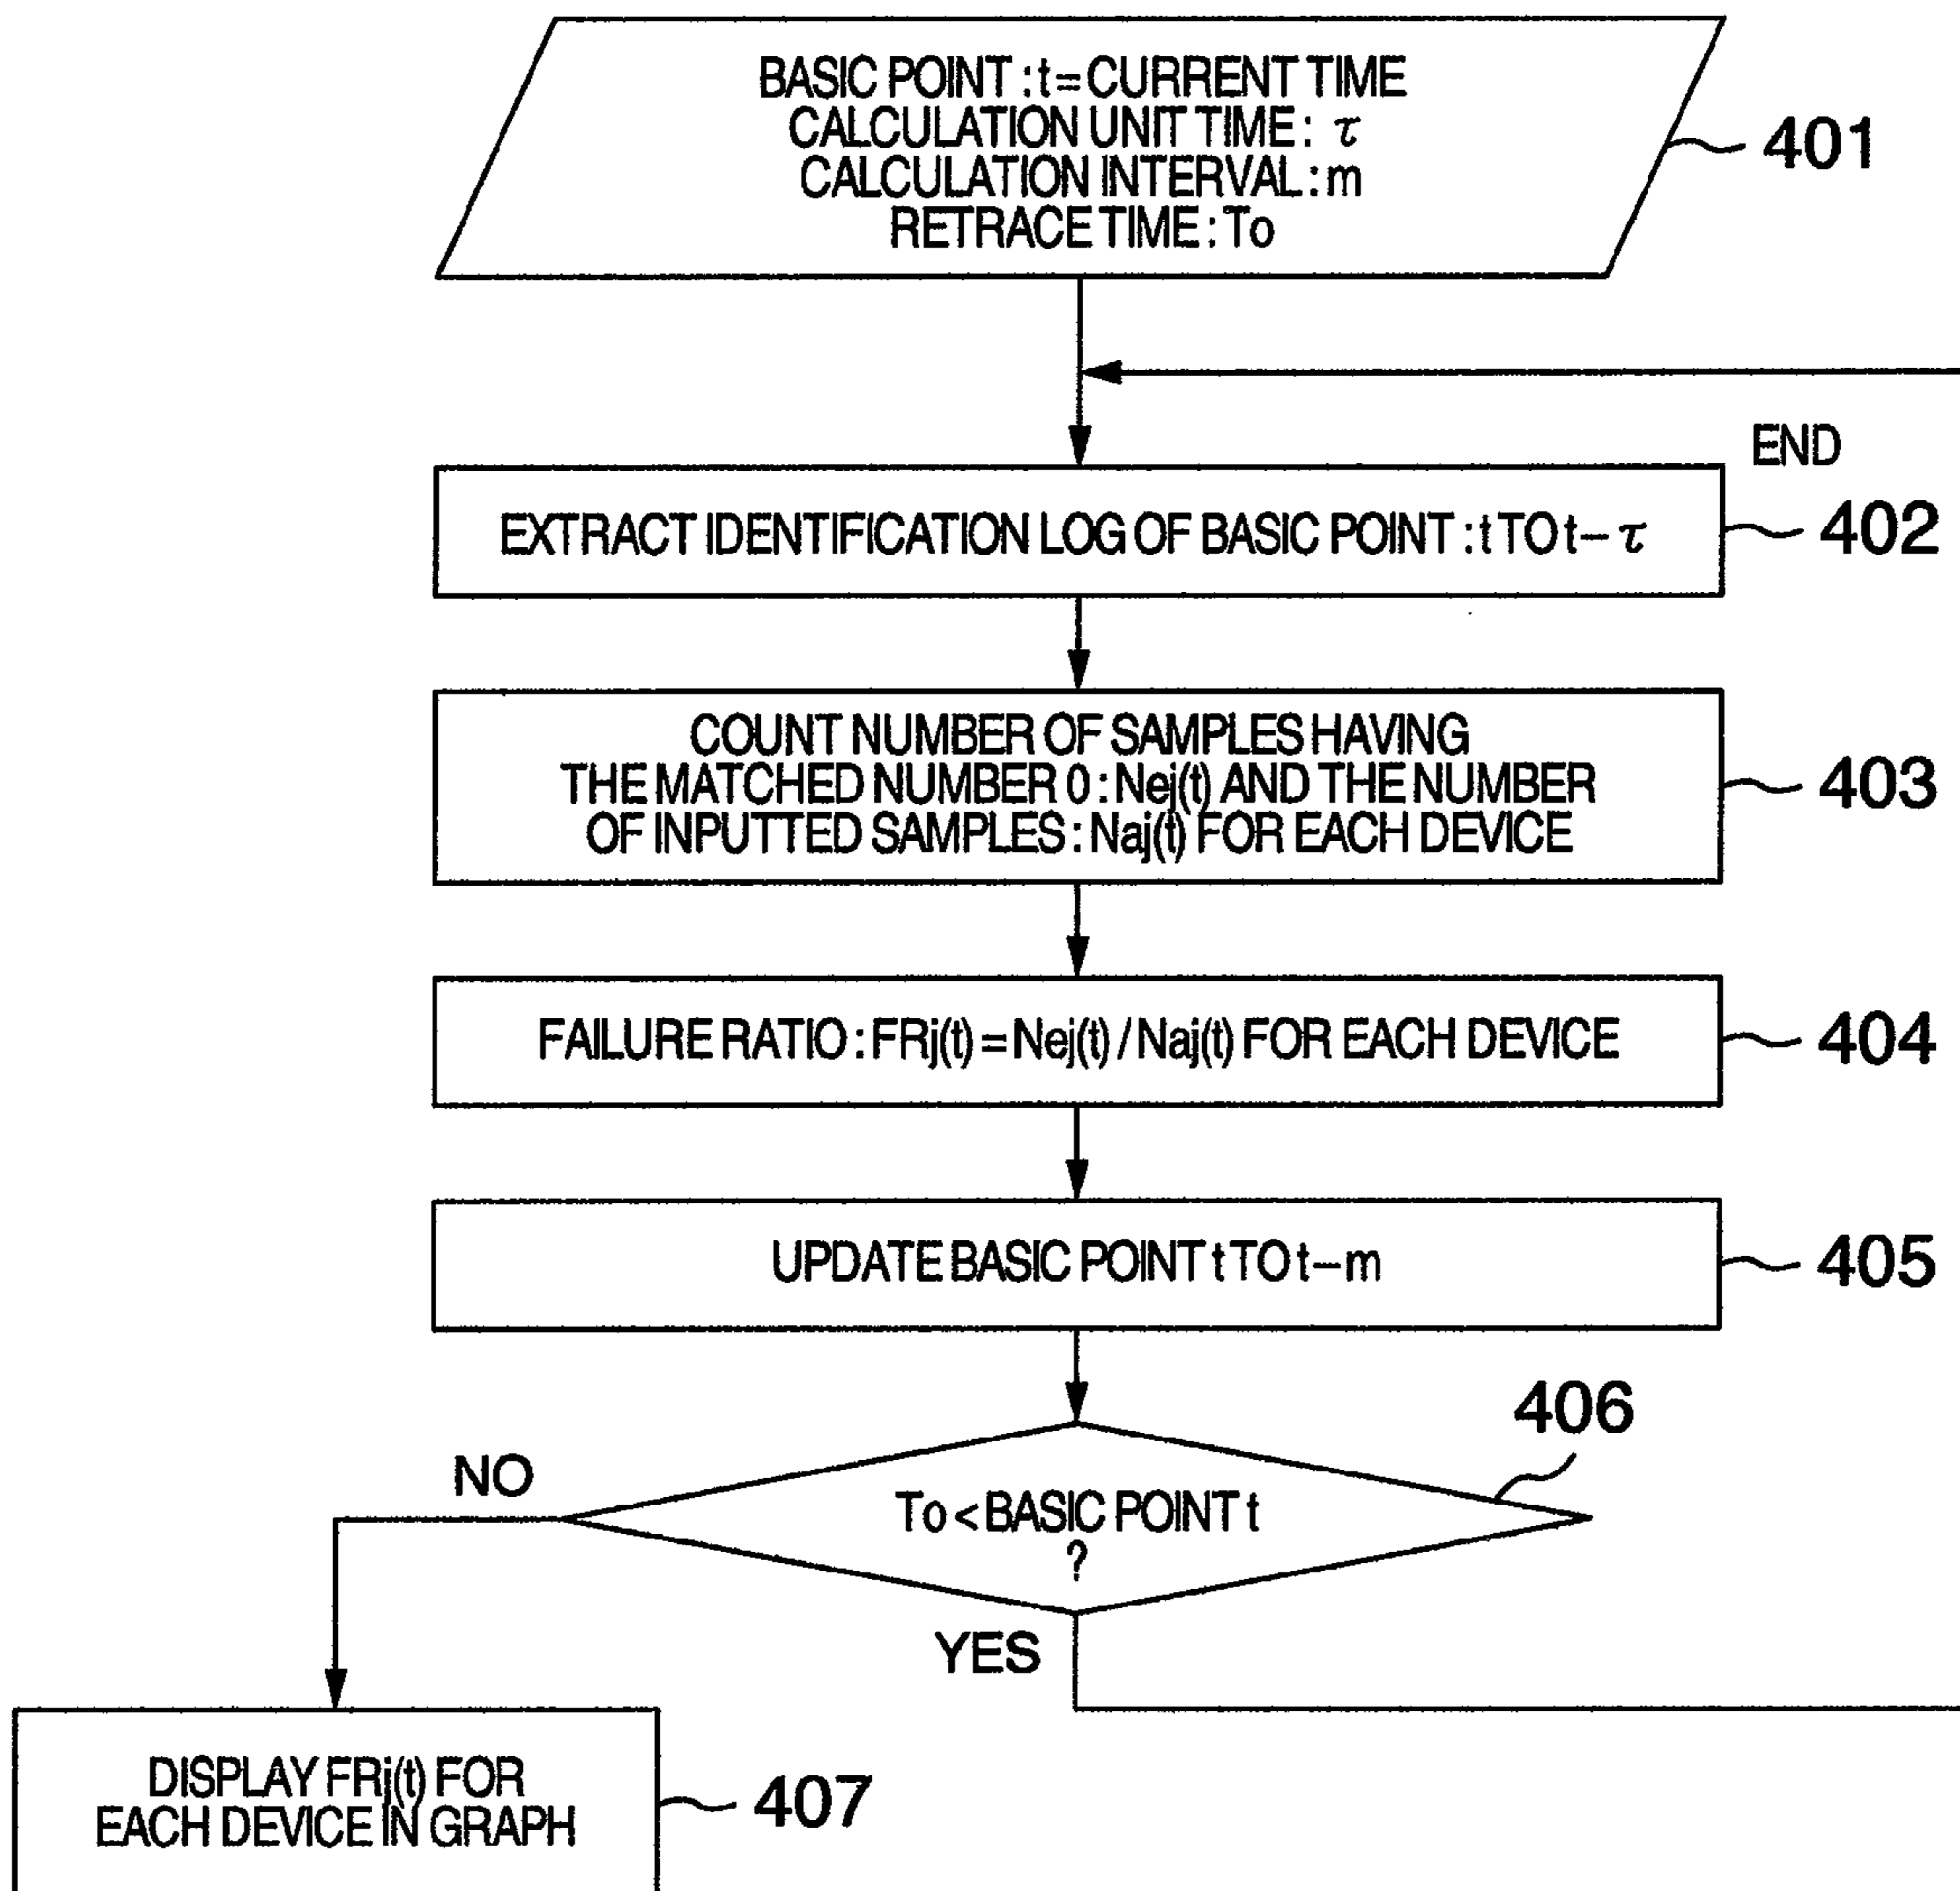 BASIC POINT : t = CURRENT TIME
CALCULATION UNIT TIME : τ
CALCULATION INTERVAL : m
RETRACE TIME : To
401
END
EXTRACT IDENTIFICATION LOG OF BASIC POINT : t TO t – τ
402
COUNT NUMBER OF SAMPLES HAVING
THE MATCHED NUMBER 0 : Nej(t) AND THE NUMBER
OF INPUTTED SAMPLES : Naj(t) FOR EACH DEVICE
403
FAILURE RATIO : FRj(t) = Nej(t) / Naj(t) FOR EACH DEVICE
404
UPDATE BASIC POINT t TO t – m
405
406
NO
To < BASIC POINT t
?
YES
DISPLAY FRj(t) FOR
EACH DEVICE IN GRAPH
407